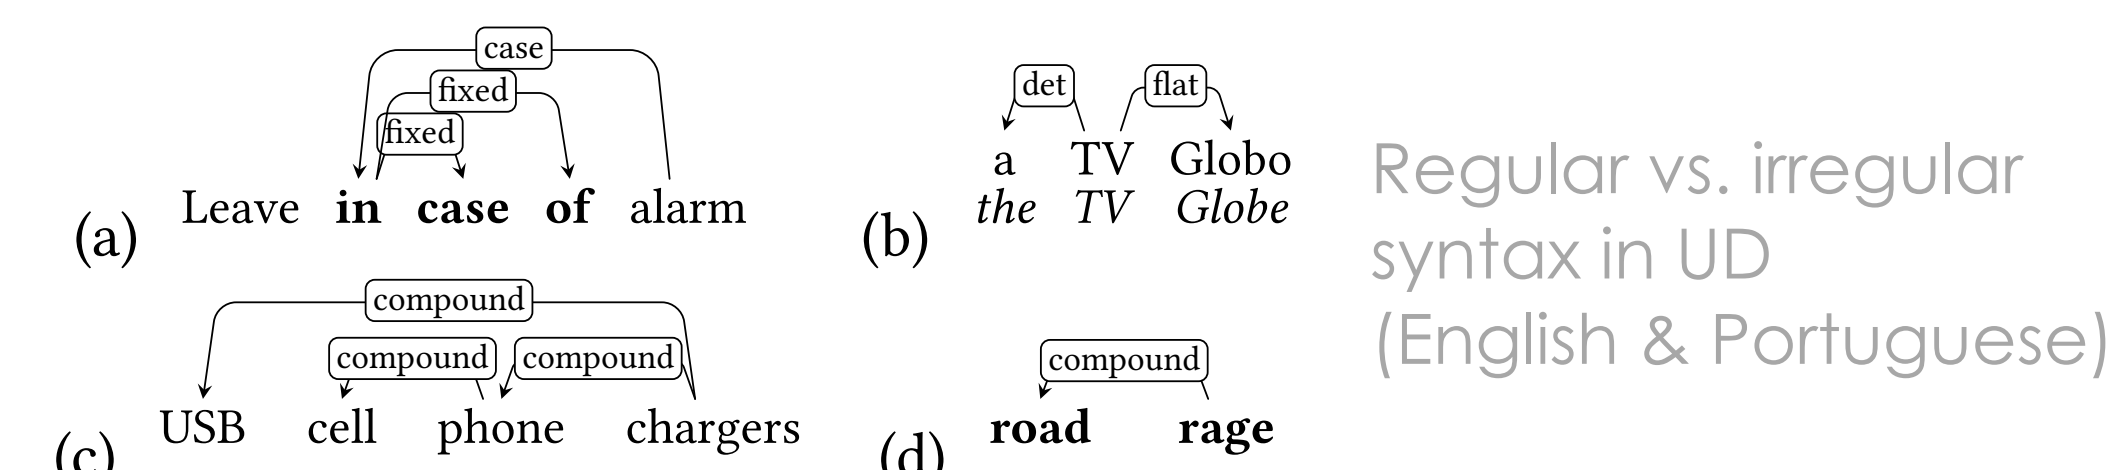 case
fixed
fixed
(a) Leave in case of alarm
det flat
a TV Globo
the TV Globe
(b)
compound
compound compound
USB cell phone chargers
(c)
compound
road rage
(d)
Regular vs. irregular
syntax in UD
(English & Portuguese)